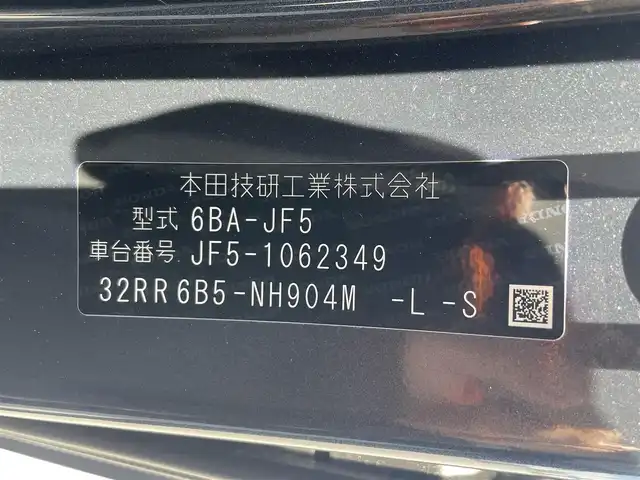 本田技研工業株式会社
型式 6BA-JF5
車台番号 JF5-1062349
32RR6B5-NH904M -L -S